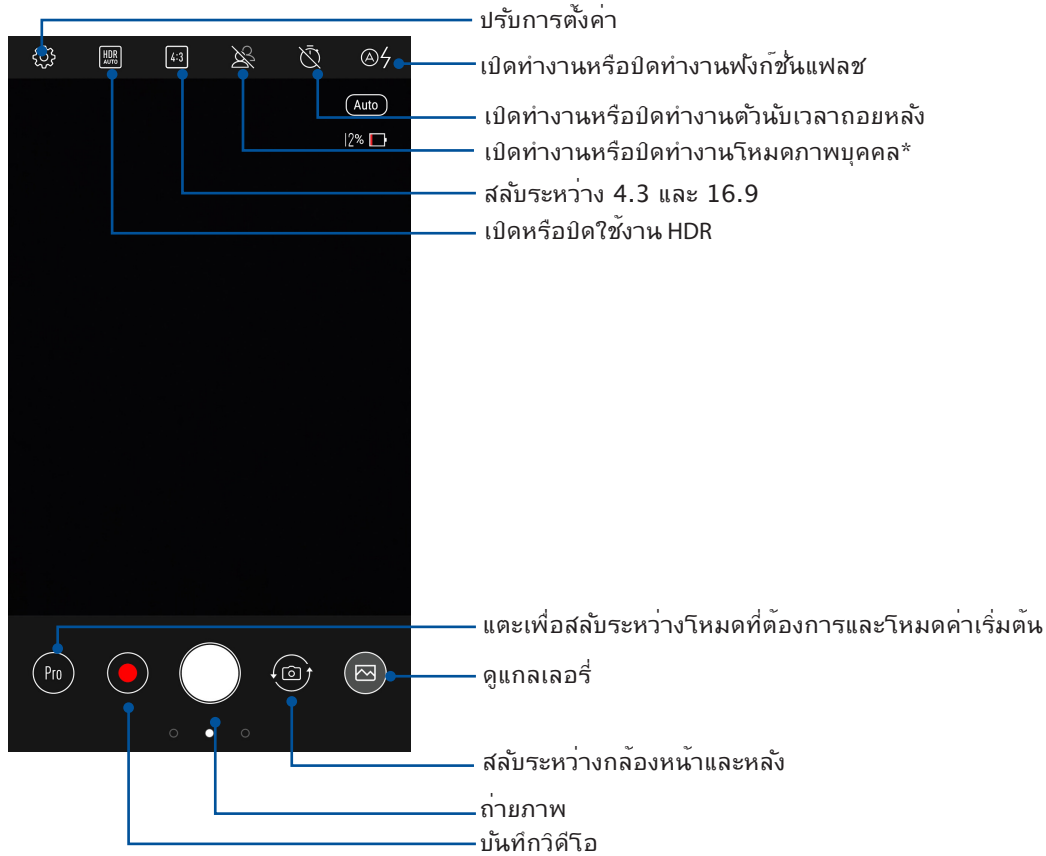 ปรับการตั้งค่า
HDR AUTO
4:3
A
เปิดทำงานหรือปิดทำงานฟังก์ชั่นแฟลช
Auto
เปิดทำงานหรือปิดทำงานตัวนับเวลาถอยหลัง
12%
เปิดทำงานหรือปิดทำงานโหมดภาพบุคคล*
สลับระหว่าง 4.3 และ 16.9
เปิดหรือปิดใช้งาน HDR
แตะเพื่อสลับระหว่างโหมดที่ต้องการและโหมดค่าเริ่มต้น
Pro
ดูแกลเลอรี่
สลับระหว่างกล้องหน้าและหลัง
ถ่ายภาพ
บันทึกวิดีโอ